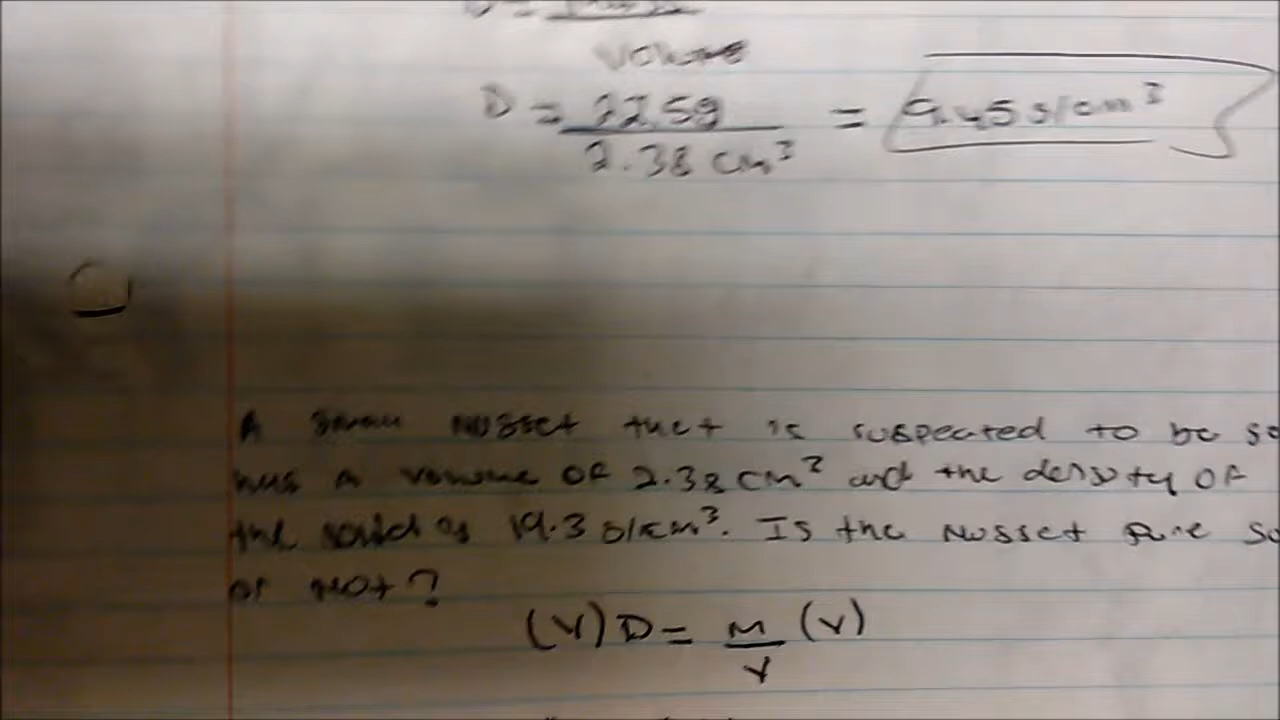 Volume
D = 22.5g = 9.45 g/cm³
2.38 cm³
A small nugget that is suspected to be
has a volume of 2.38 cm³ and the density of
the is 19.3 g/cm³. Is the nugget pure
or not?
(V) D = M (V)
V